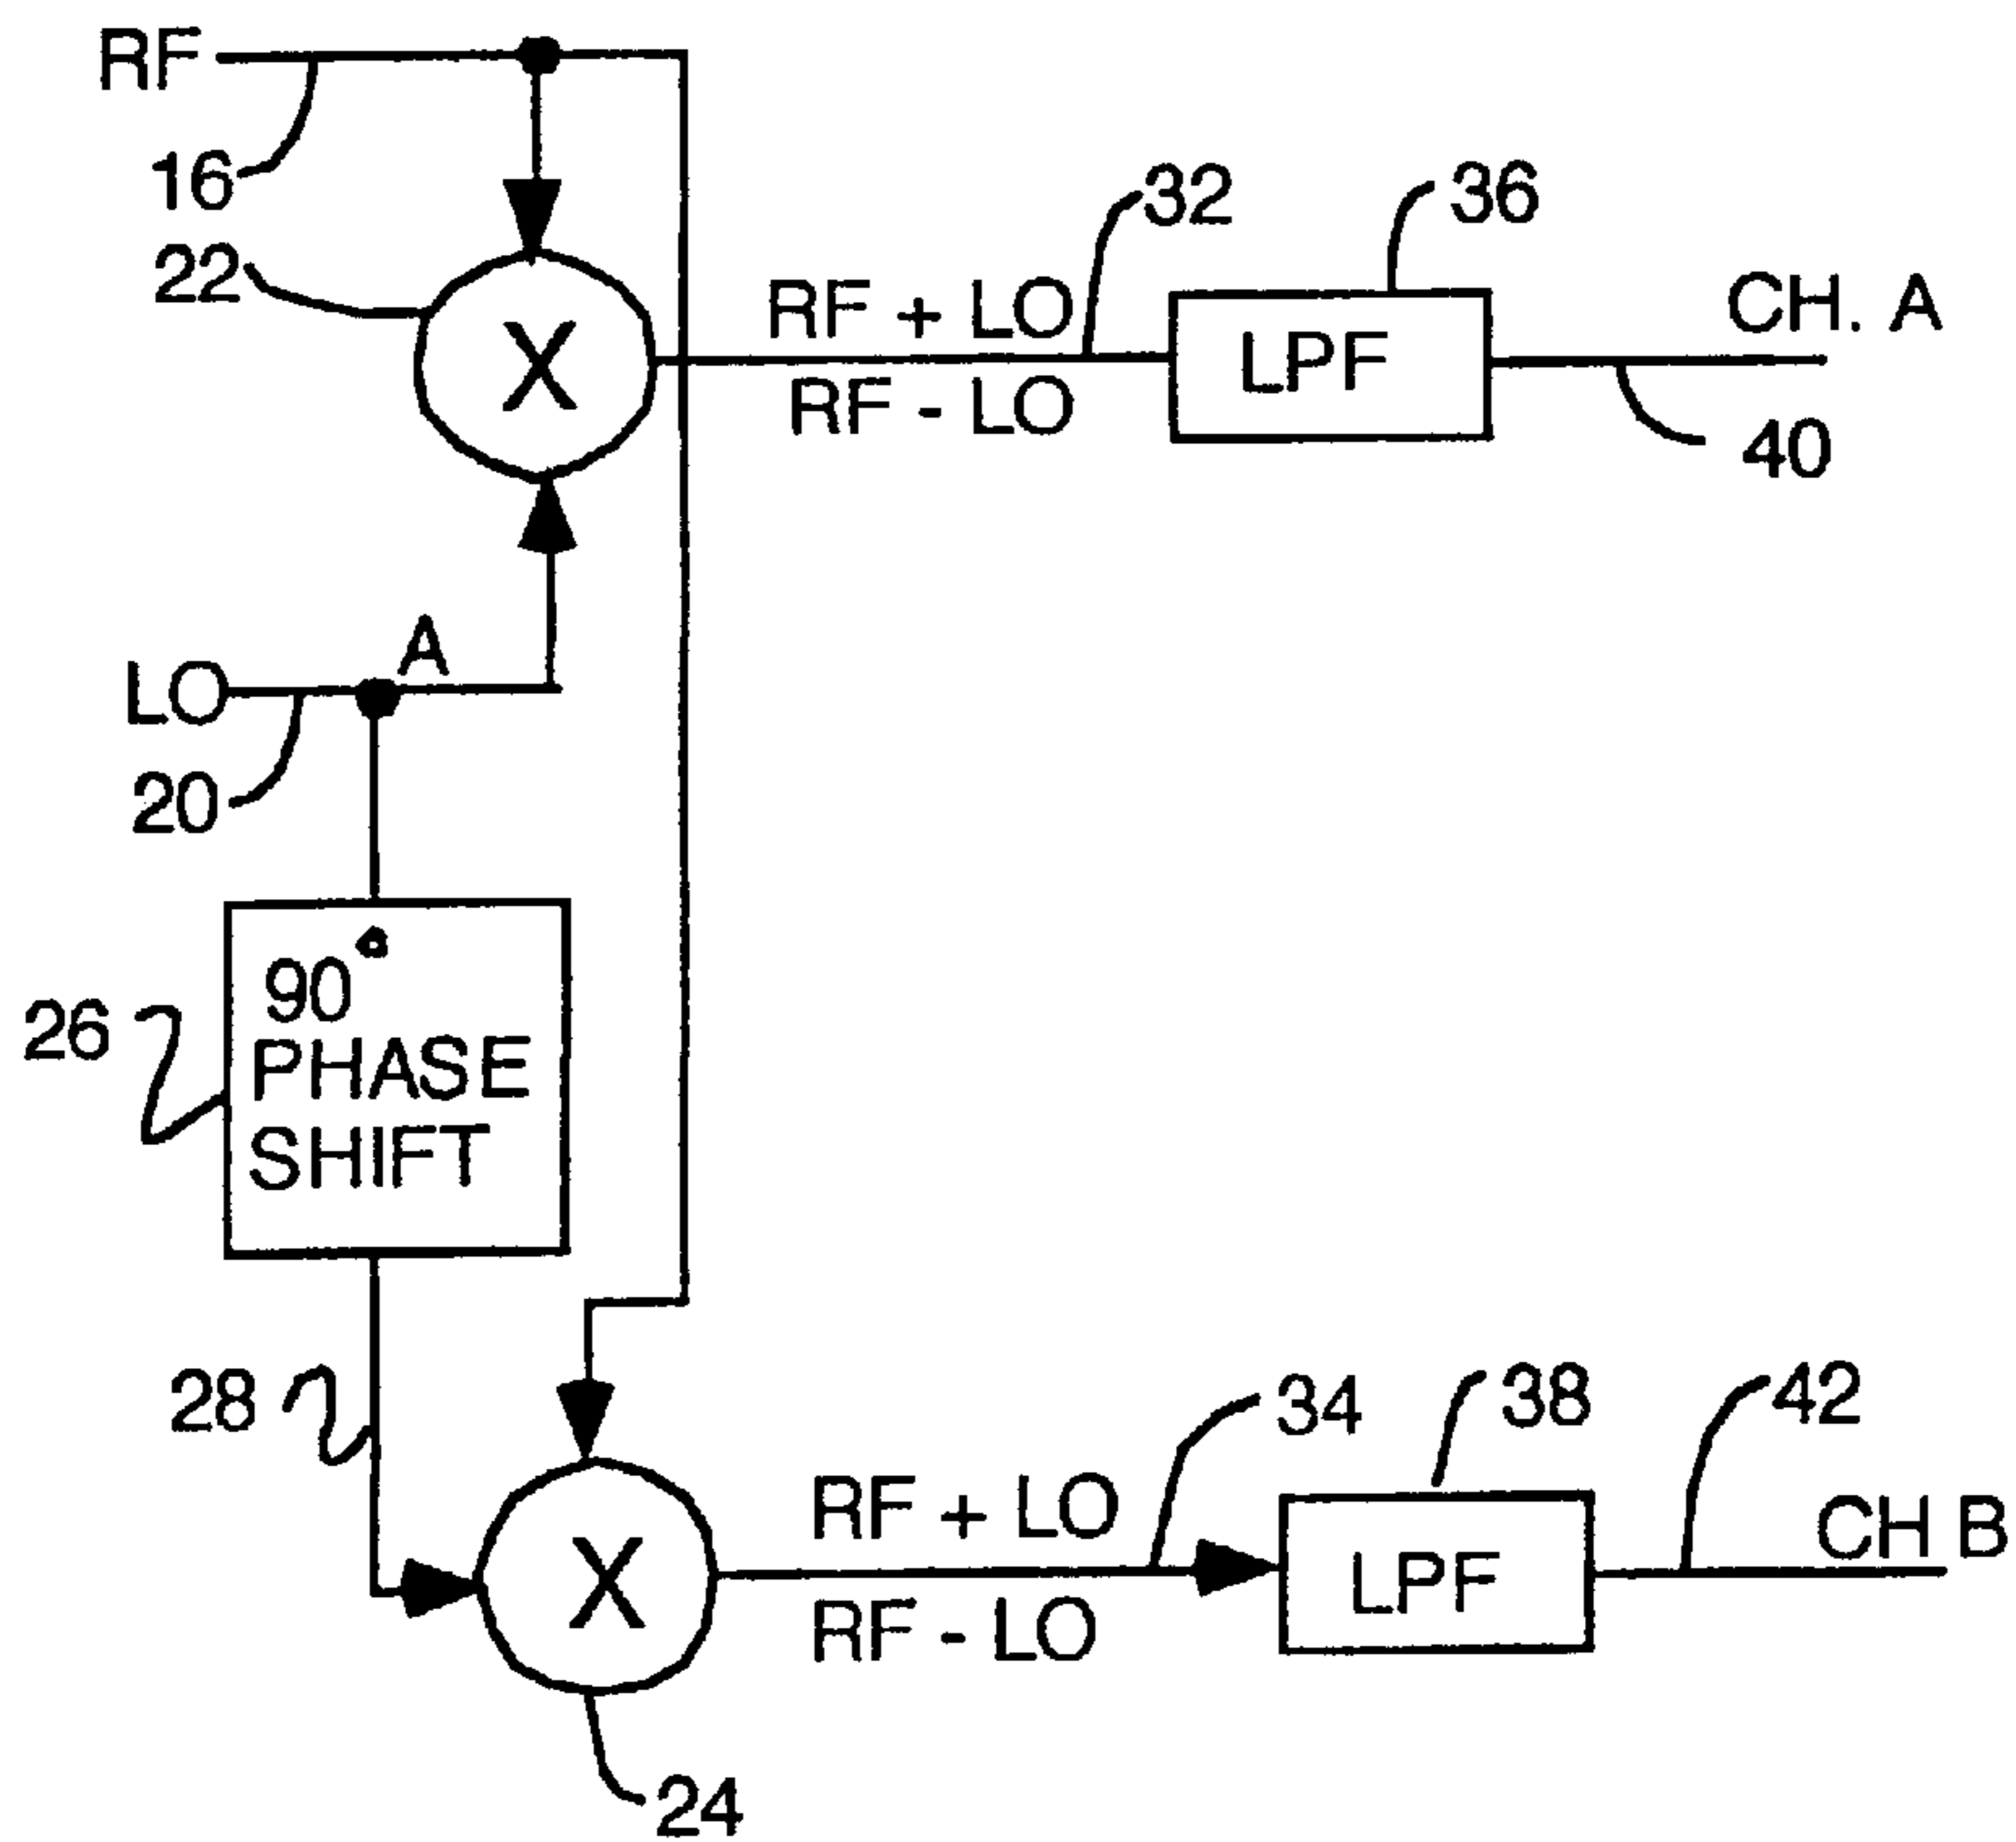 RF
16
22
X
RF + LO
RF - LO
32
36
LPF
CH. A
40
LO
A
20
90°
PHASE
SHIFT
26
28
X
24
RF + LO
RF - LO
34
38
LPF
42
CH B